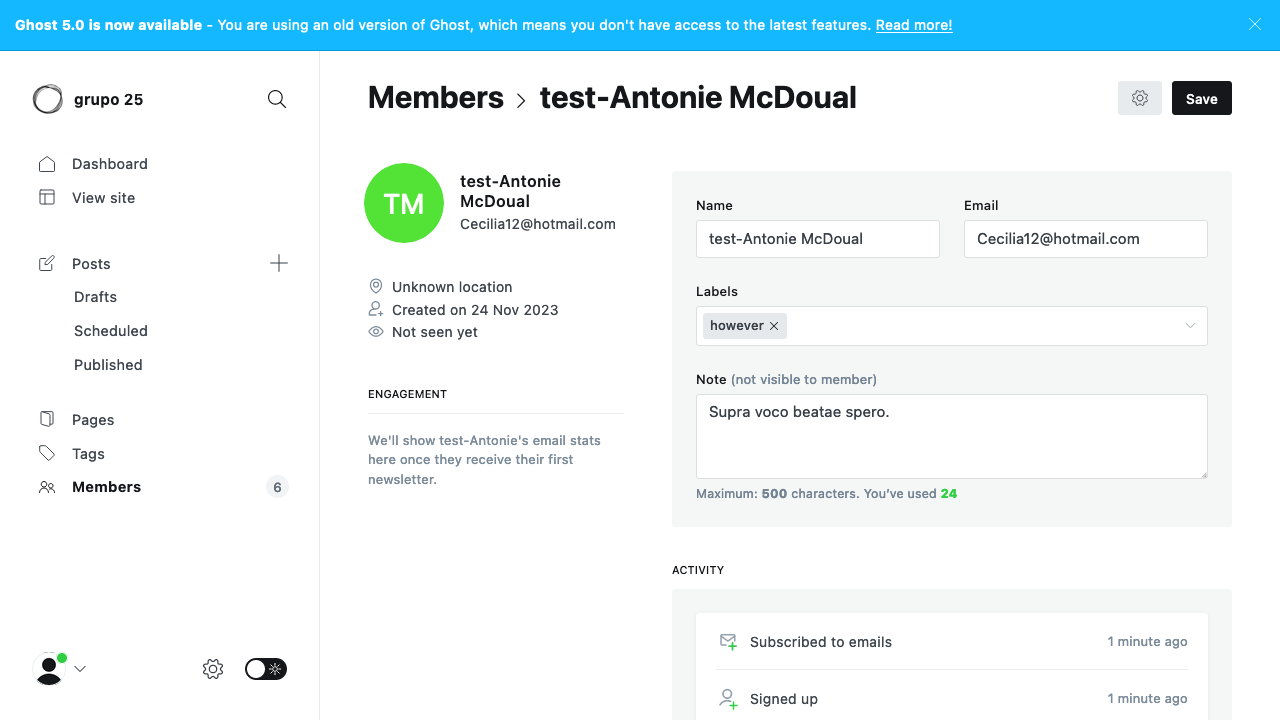 Ghost 5.0 is now available - You are using an old version of Ghost, which means you don't have access to the latest features. Read more!
grupo 25
Dashboard
View site
Posts
Drafts
Scheduled
Published
Pages
Tags
Members 6
Members > test-Antonie McDoual
Save
TM
test-Antonie
McDoual
Cecilia12@hotmail.com
Unknown location
Created on 24 Nov 2023
Not seen yet
ENGAGEMENT
We'll show test-Antonie's email stats
here once they receive their first
newsletter.
Name
test-Antonie McDoual
Email
Cecilia12@hotmail.com
Labels
however
Note (not visible to member)
Supra voco beatae spero.
Maximum: 500 characters. You’ve used 24
ACTIVITY
Subscribed to emails 1 minute ago
Signed up 1 minute ago